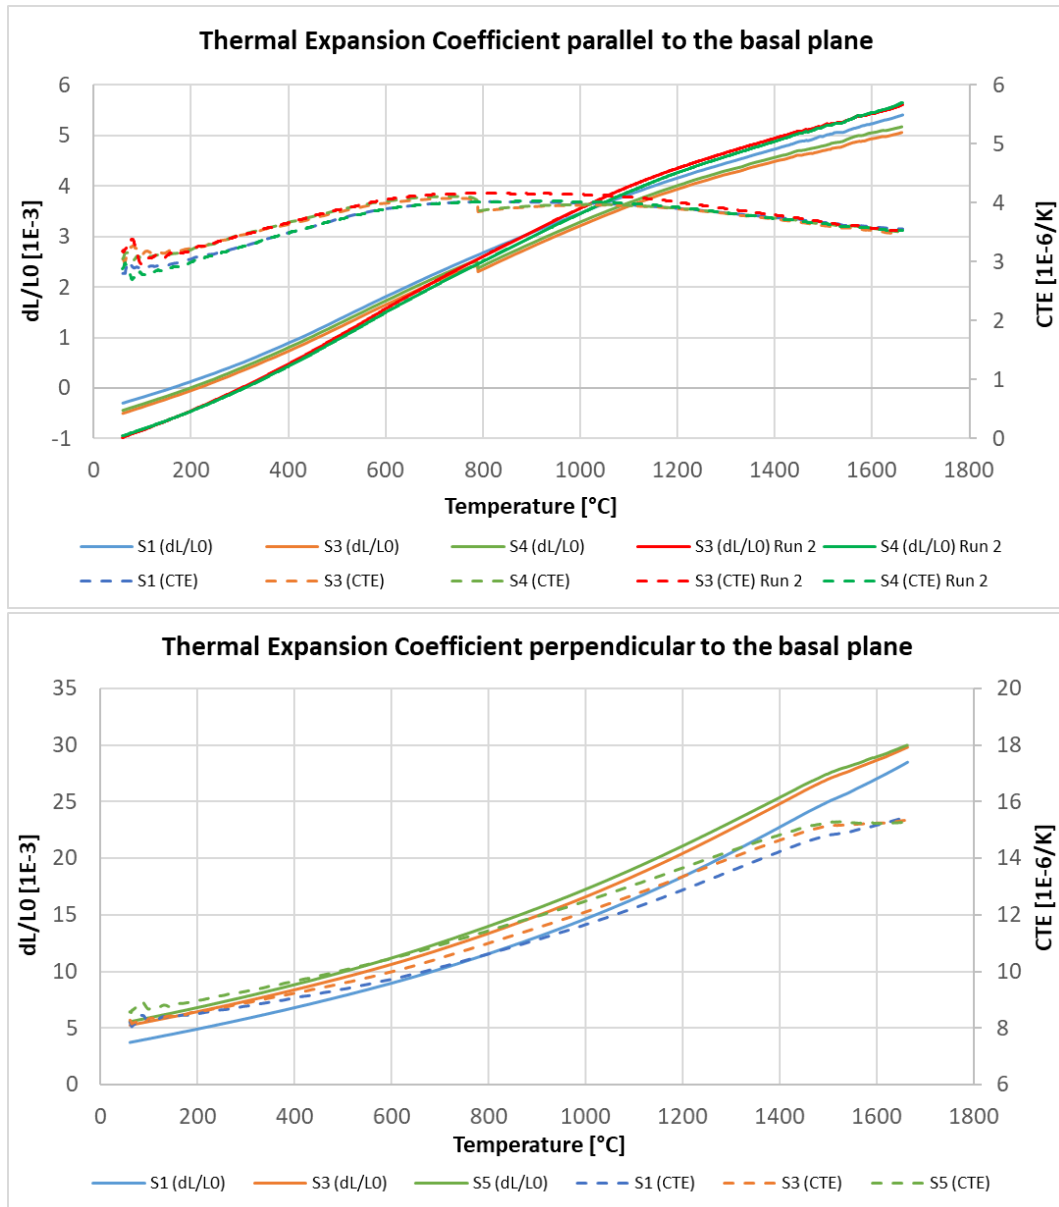 Thermal Expansion Coefficient parallel to the basal plane
6
5
4
3
2
1
0
-1
dL/L0 [1E-3]
6
5
4
3
2
1
0
CTE [1E-6/K]
0 200 400 600 800 1000 1200 1400 1600 1800
Temperature [°C]
S1 (dL/L0) S3 (dL/L0) S4 (dL/L0) S3 (dL/L0) Run 2 S4 (dL/L0) Run 2
S1 (CTE) S3 (CTE) S4 (CTE) S3 (CTE) Run 2 S4 (CTE) Run 2
Thermal Expansion Coefficient perpendicular to the basal plane
35
30
25
20
15
10
5
0
dL/L0 [1E-3]
20
18
16
14
12
10
8
6
CTE [1E-6/K]
0 200 400 600 800 1000 1200 1400 1600 1800
Temperature [°C]
S1 (dL/L0) S3 (dL/L0) S5 (dL/L0) S1 (CTE) S3 (CTE) S5 (CTE)